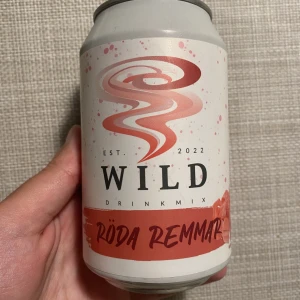 EST. 2022
WILD
DRINKMIX
RÖDA REMMAR